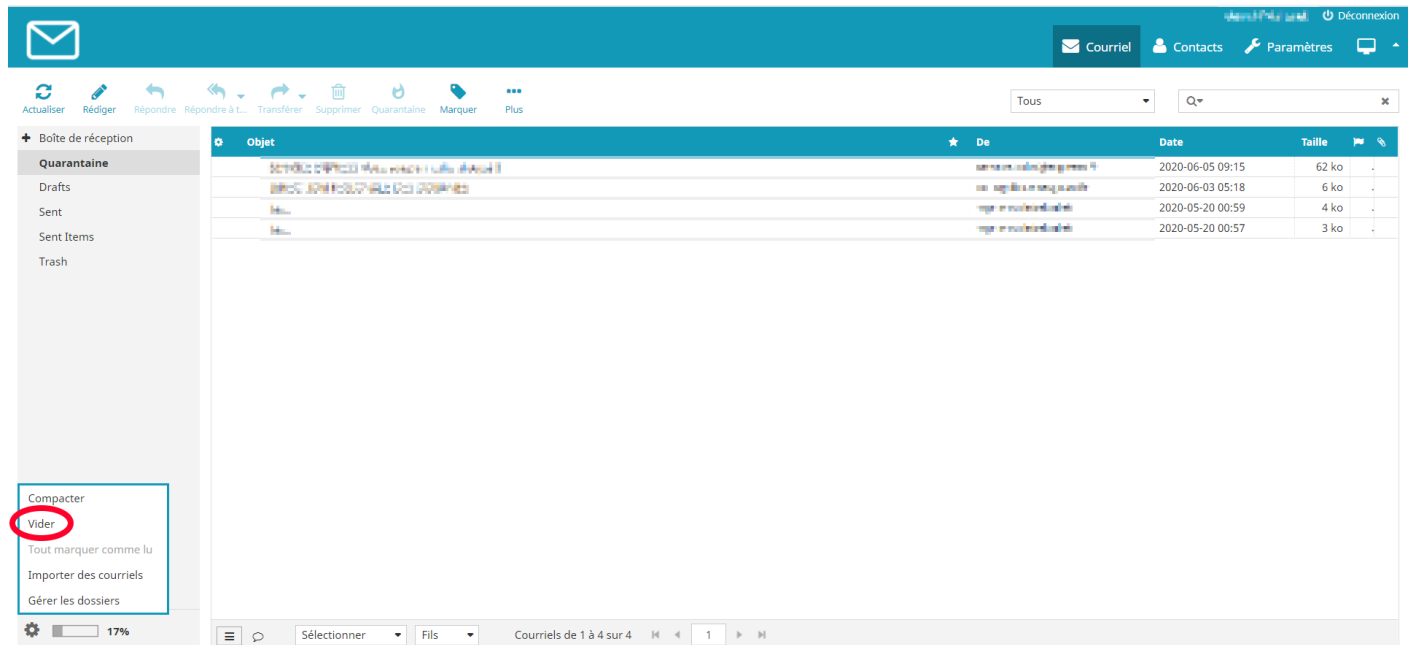 Déconnexion
Courriel Contacts Paramètres
Actualiser Rédiger Répondre Répondre à t... Transférer Supprimer Quarantaine Marquer Plus
Tous
Boîte de réception
Quarantaine
Drafts
Sent
Sent Items
Trash
Objet De Date Taille
2020-06-05 09:15 62 ko
2020-06-03 05:18 6 ko
2020-05-20 00:59 4 ko
2020-05-20 00:57 3 ko
Compacter
Vider
Tout marquer comme lu
Importer des courriels
Gérer les dossiers
17%
Sélectionner Fils Courriels de 1 à 4 sur 4 1